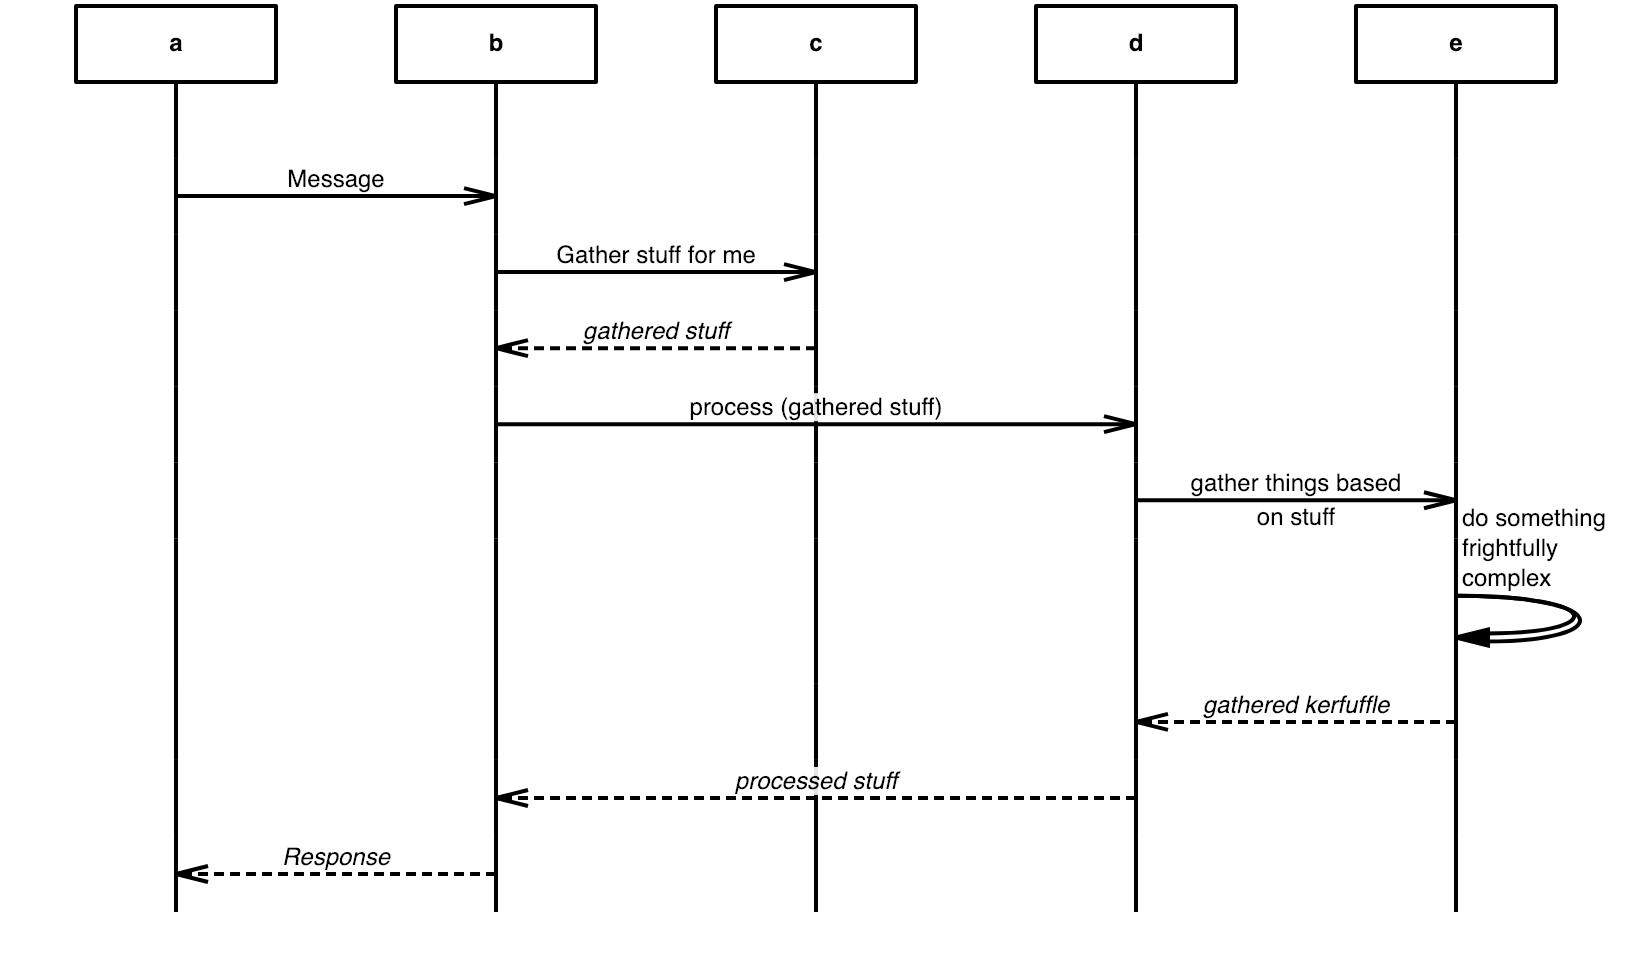 a
b
c
d
e
Message
Gather stuff for me
gathered stuff
process (gathered stuff)
gather things based
on stuff
do something
frightfully
complex
gathered kerfuffle
processed stuff
Response